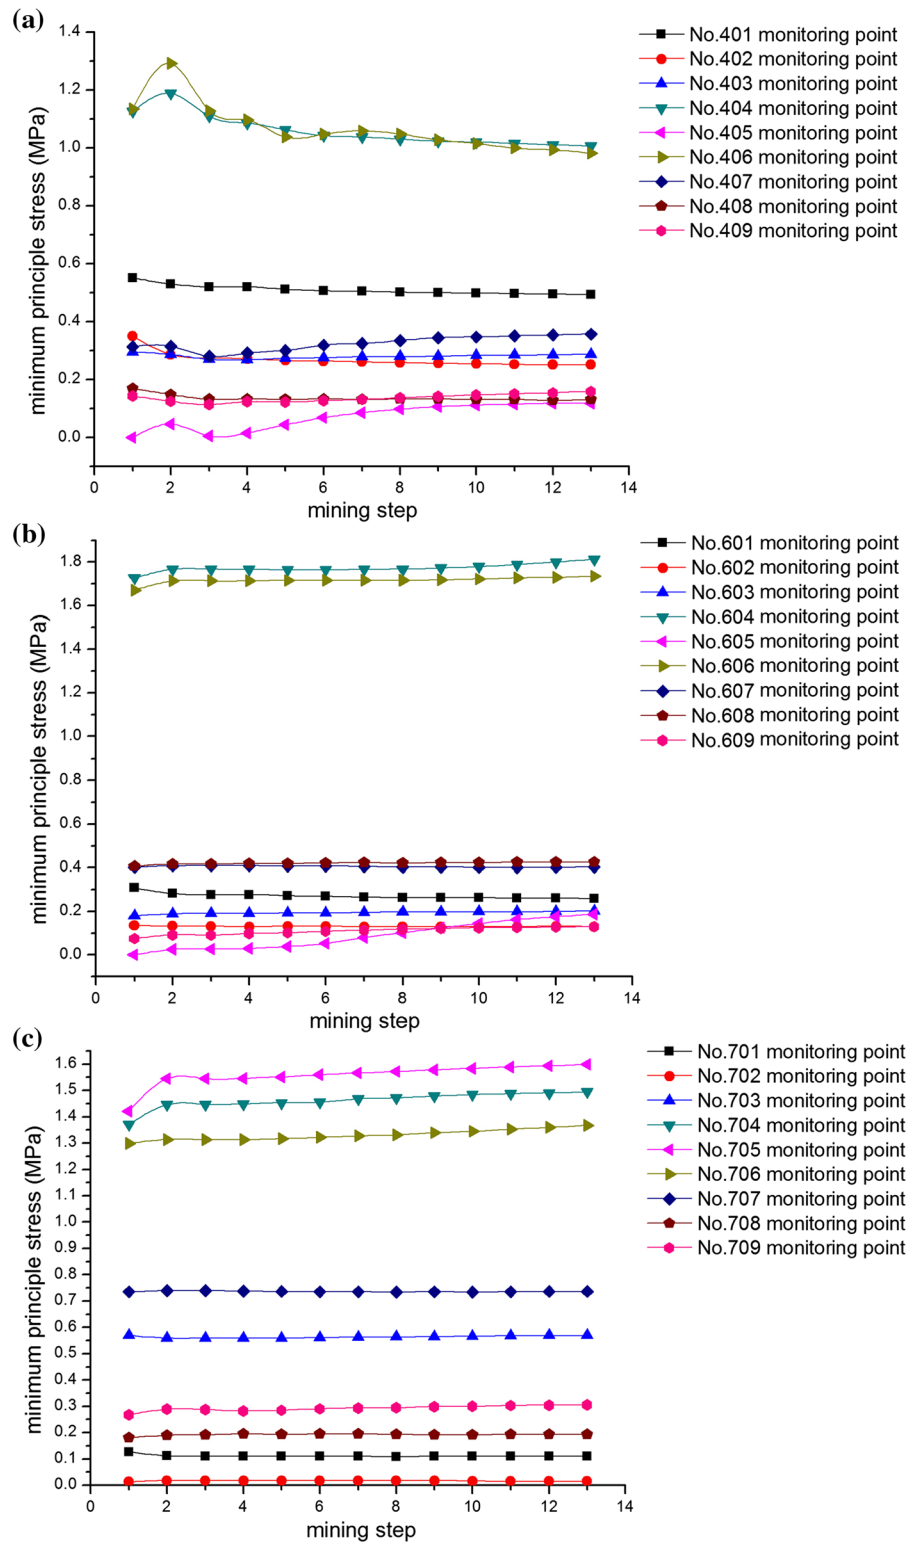 (a)
1.4
1.2
1.0
0.8
0.6
0.4
0.2
0.0
minimum principle stress (MPa)
0 2 4 6 8 10 12 14
mining step
No.401 monitoring point
No.402 monitoring point
No.403 monitoring point
No.404 monitoring point
No.405 monitoring point
No.406 monitoring point
No.407 monitoring point
No.408 monitoring point
No.409 monitoring point
(b)
1.8
1.6
1.4
1.2
1.0
0.8
0.6
0.4
0.2
0.0
minimum principle stress (MPa)
0 2 4 6 8 10 12 14
mining step
No.601 monitoring point
No.602 monitoring point
No.603 monitoring point
No.604 monitoring point
No.605 monitoring point
No.606 monitoring point
No.607 monitoring point
No.608 monitoring point
No.609 monitoring point
(c)
1.6
1.5
1.4
1.3
1.2
1.1
1.0
0.9
0.8
0.7
0.6
0.5
0.4
0.3
0.2
0.1
0.0
minimum principle stress (MPa)
0 2 4 6 8 10 12 14
mining step
No.701 monitoring point
No.702 monitoring point
No.703 monitoring point
No.704 monitoring point
No.705 monitoring point
No.706 monitoring point
No.707 monitoring point
No.708 monitoring point
No.709 monitoring point